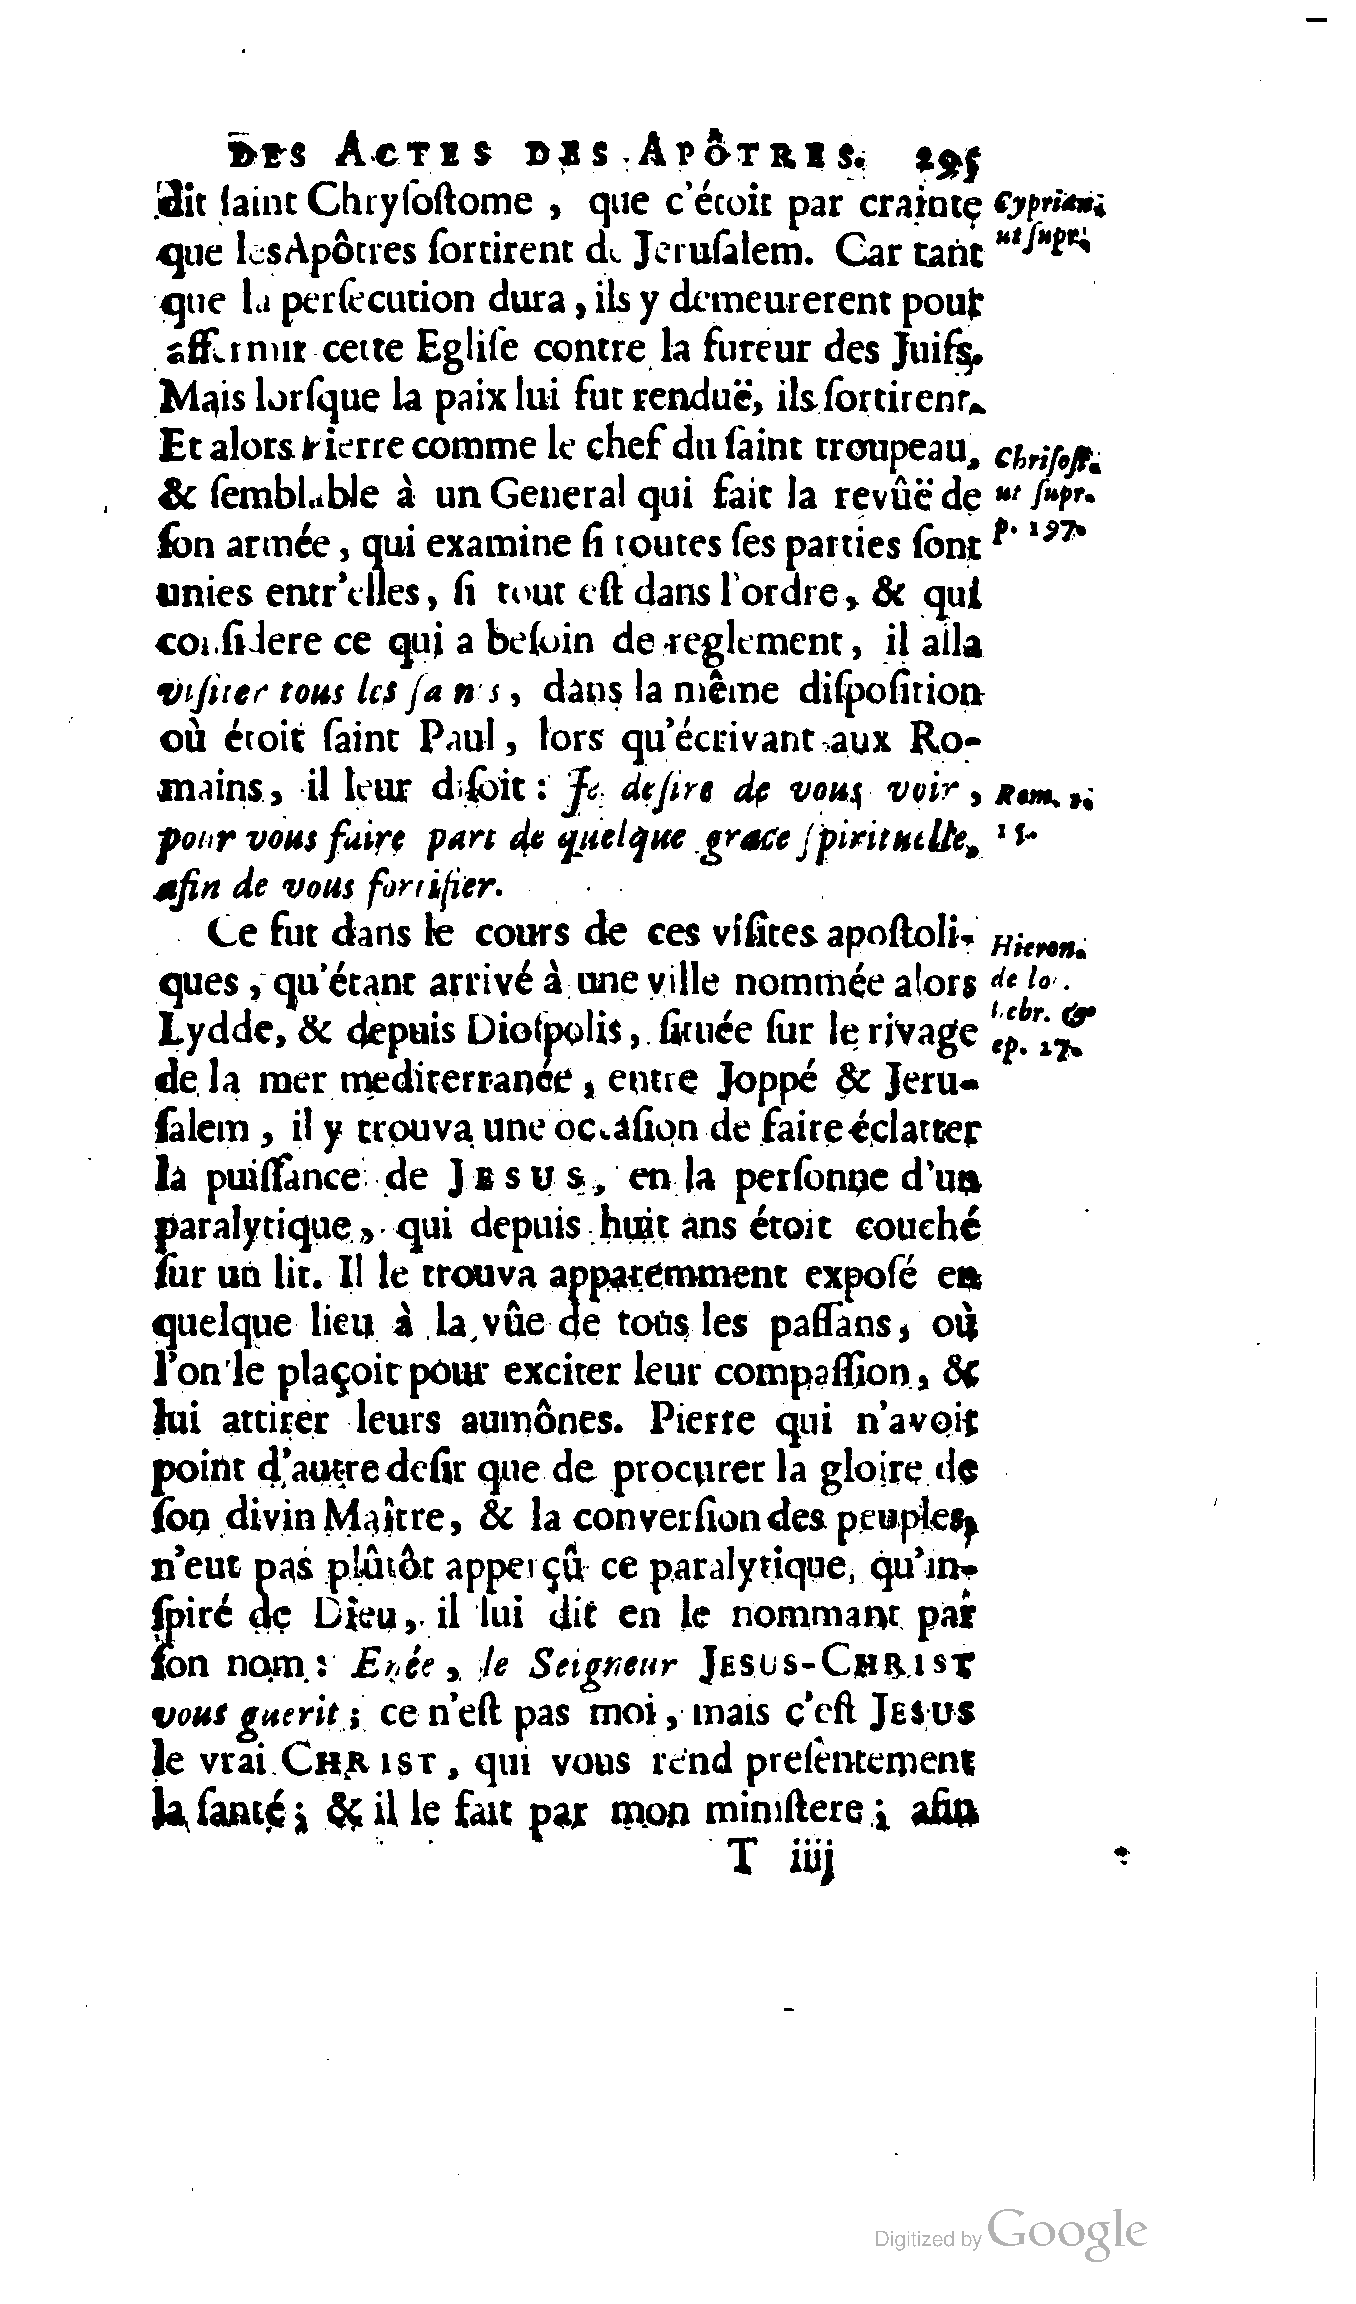 DES ACTES DES APÔTRES. 295
dit ſaint Chryſoſtome, que c'étoit par crainte
Cyprian.
que les Apôtres ſortirent de Jeruſalem. Car tant
ut ſupr.
que la perſecution dura, ils y demeurerent pour
affermir cette Egliſe contre la fureur des Juifs.
Mais lorſque la paix lui fut renduë, ils ſortirent.
Et alors Pierre comme le chef du ſaint troupeau,
Chriſoſt.
& ſemblable à un General qui fait la revûë de
ut ſupr.
ſon armée, qui examine ſi toutes ſes parties ſont
p. 197.
unies entr'elles, ſi tout eſt dans l'ordre, & qui
conſidere ce qui a beſoin de reglement, il alla
viſiter tous les ſaints, dans la même diſpoſition
où étoit ſaint Paul, lors qu'écrivant aux Ro-
mains, il leur diſoit : Je deſire de vous voir,
Rom. 1.
pour vous faire part de quelque grace ſpirituelle,
11.
afin de vous fortifier.
Ce fut dans le cours de ces viſites apoſtoli-
Hieron.
ques, qu'étant arrivé à une ville nommée alors
de lo.
Lydde, & depuis Dioſpolis, ſituée ſur le rivage
hebr. &
ep. 27.
de la mer mediterranée, entre Joppé & Jeru-
ſalem, il y trouva une occaſion de faire éclatter
la puiſſance de JESUS, en la perſonne d'un
paralytique, qui depuis huit ans étoit couché
ſur un lit. Il le trouva apparemment expoſé en
quelque lieu à la vûe de tous les paſſans, où
l'on le plaçoit pour exciter leur compaſſion, &
lui attirer leurs aumônes. Pierre qui n'avoit
point d'autre deſir que de procurer la gloire de
ſon divin Maître, & la converſion des peuples,
n'eut pas plûtôt apperçû ce paralytique, qu'in-
ſpiré de Dieu, il lui dit en le nommant par
ſon nom : Enée, le Seigneur JESUS-CHRIST
vous guerit ; ce n'eſt pas moi, mais c'eſt JESUS
le vrai CHRIST, qui vous rend preſentement
la ſanté ; & il le fait par mon miniſtere ; afin
T iiij
Digitized by Google